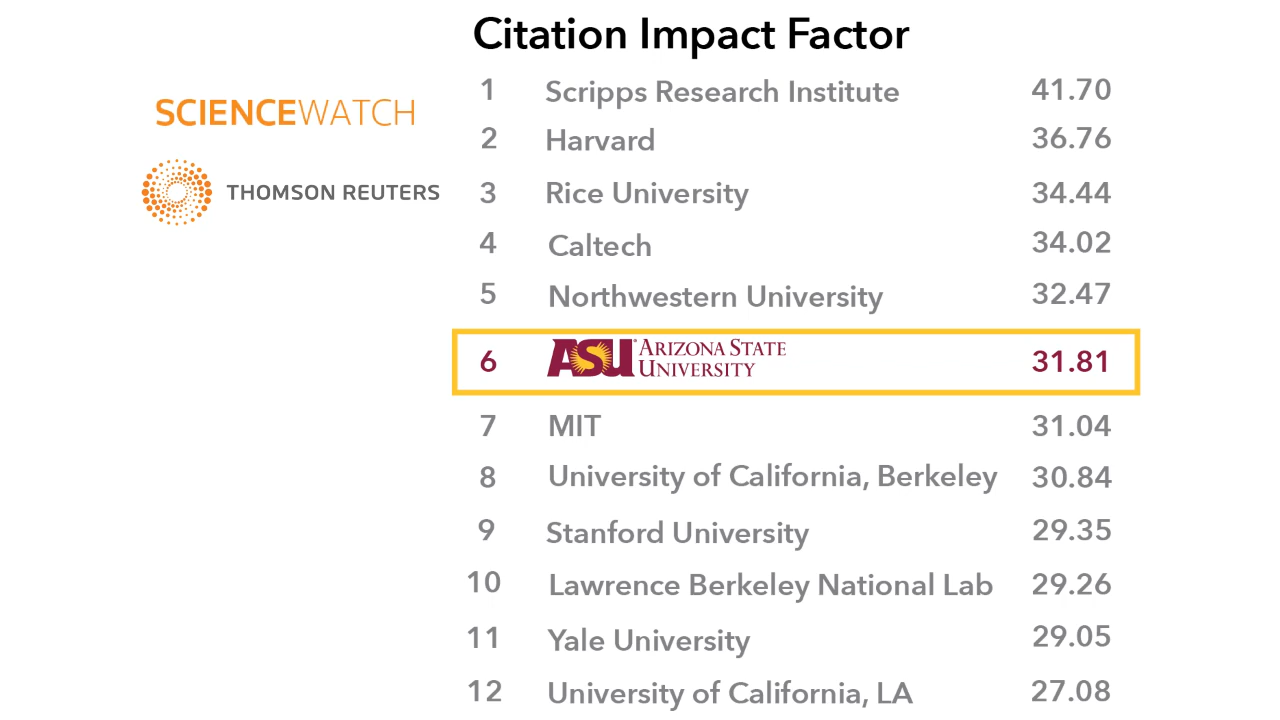 Citation Impact Factor
SCIENCEWATCH
THOMSON REUTERS
1 Scripps Research Institute 41.70
2 Harvard 36.76
3 Rice University 34.44
4 Caltech 34.02
5 Northwestern University 32.47
6 ASU ARIZONA STATE UNIVERSITY 31.81
7 MIT 31.04
8 University of California, Berkeley 30.84
9 Stanford University 29.35
10 Lawrence Berkeley National Lab 29.26
11 Yale University 29.05
12 University of California, LA 27.08